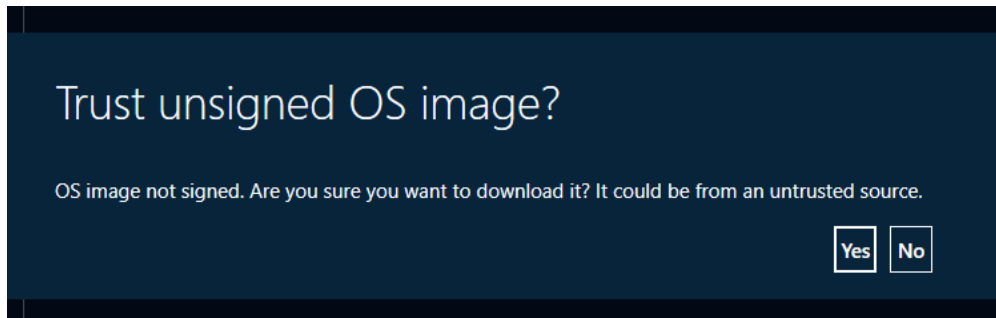 Trust unsigned OS image?
OS image not signed. Are you sure you want to download it? It could be from an untrusted source.
Yes No